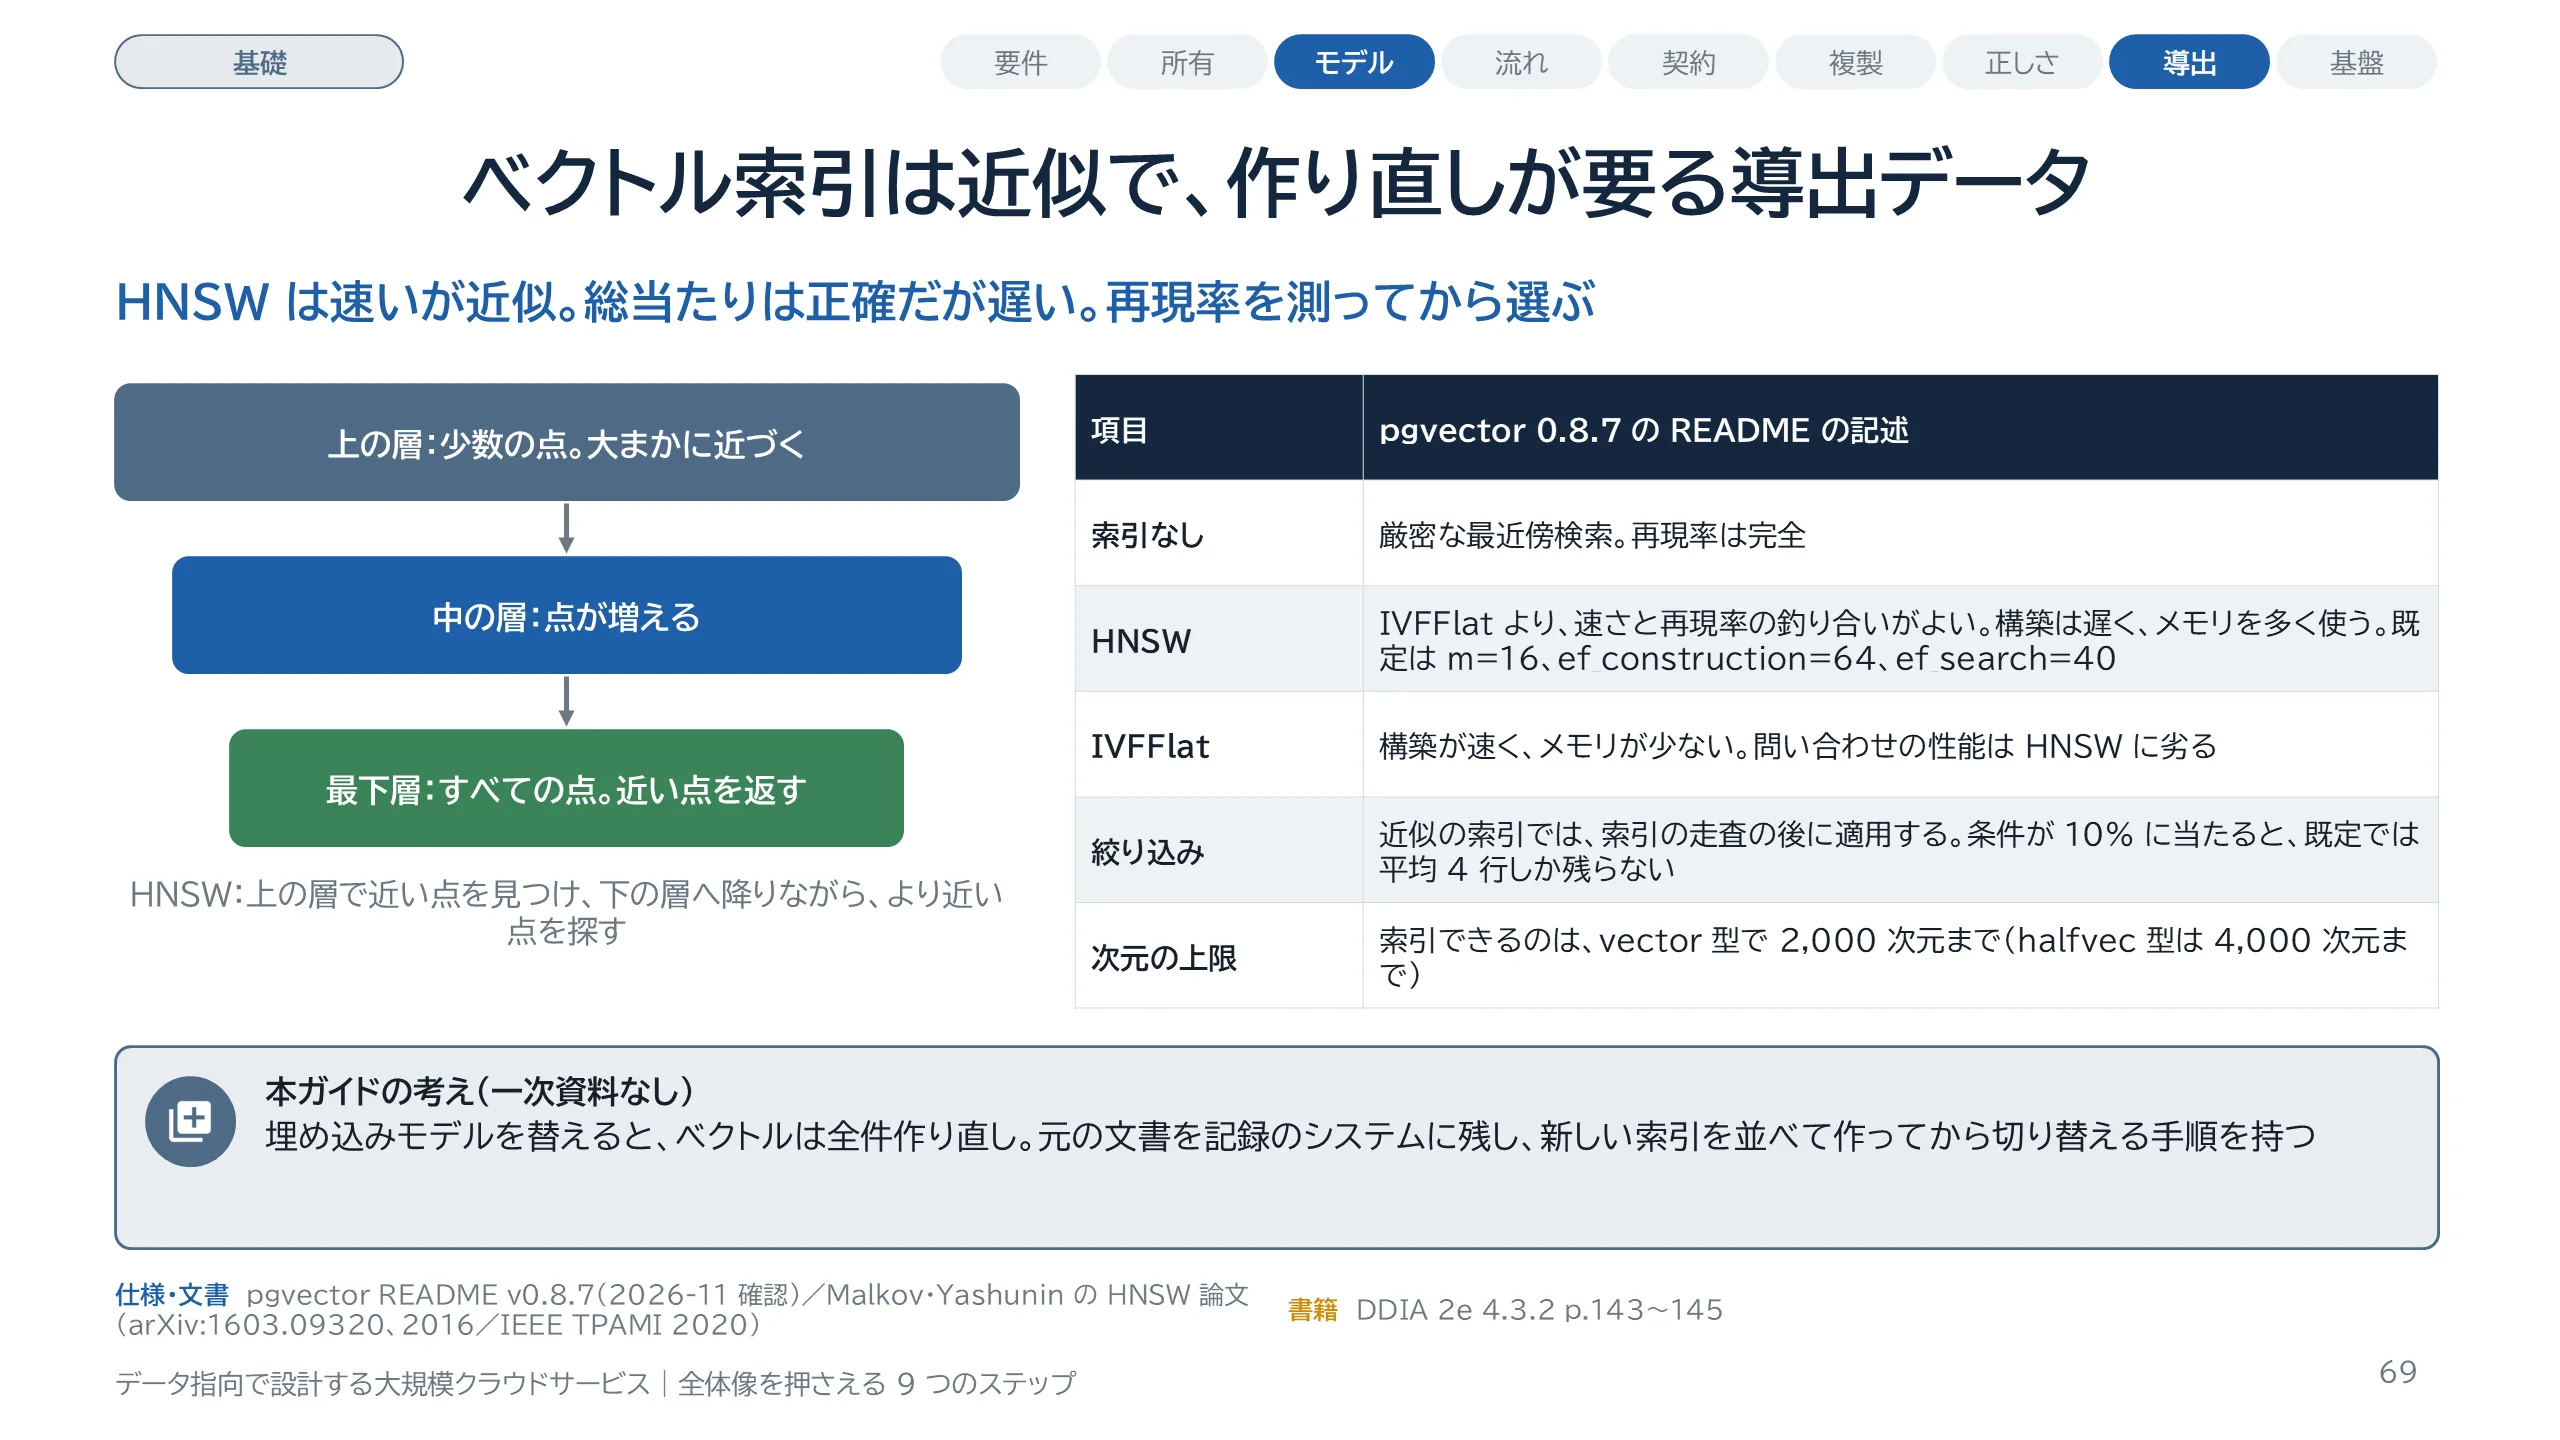 基礎
要件
所有
モデル
流れ
契約
複製
正しさ
導出
基盤
ベクトル索引は近似で、作り直しが要る導出データ
HNSW は速いが近似。総当たりは正確だが遅い。再現率を測ってから選ぶ
上の層：少数の点。大まかに近づく
中の層：点が増える
最下層：すべての点。近い点を返す
HNSW：上の層で近い点を見つけ、下の層へ降りながら、より近い
点を探す
項目
pgvector 0.8.7 の README の記述
索引なし
厳密な最近傍検索。再現率は完全
HNSW
IVFFlat より、速さと再現率の釣り合いがよい。構築は遅く、メモリを多く使う。既
定は m=16、ef_construction=64、ef_search=40
IVFFlat
構築が速く、メモリが少ない。問い合わせの性能は HNSW に劣る
絞り込み
近似の索引では、索引の走査の後に適用する。条件が 10% に当たると、既定では
平均 4 行しか残らない
次元の上限
索引できるのは、vector 型で 2,000 次元まで（halfvec 型は 4,000 次元ま
で）
本ガイドの考え（一次資料なし）
埋め込みモデルを替えると、ベクトルは全件作り直し。元の文書を記録のシステムに残し、新しい索引を並べて作ってから切り替える手順を持つ
仕様・文書 pgvector README v0.8.7（2026-11 確認）／Malkov・Yashunin の HNSW 論文
（arXiv:1603.09320、2016／IEEE TPAMI 2020）
書籍 DDIA 2e 4.3.2 p.143～145
データ指向で設計する大規模クラウドサービス｜全体像を押さえる 9 つのステップ
69